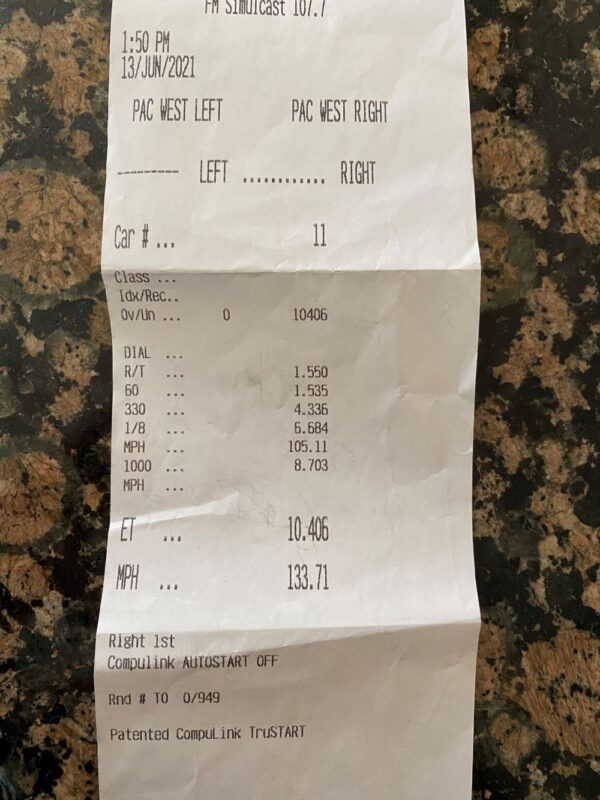 FM Simulcast 107.7
1:50 PM
13/JUN/2021
PAC WEST LEFT PAC WEST RIGHT
-------- LEFT ............ RIGHT
Car # ... 11
Class ...
Idx/Rec..
Ov/Un ... 0 10406
DIAL ...
R/T ... 1.550
60 ... 1.535
330 ... 4.336
1/8 ... 6.684
MPH ... 105.11
1000 ... 8.703
MPH ...
ET ... 10.406
MPH ... 133.71
Right 1st
Compulink AUTOSTART OFF
Rnd # TO 0/949
Patented CompuLink TruSTART